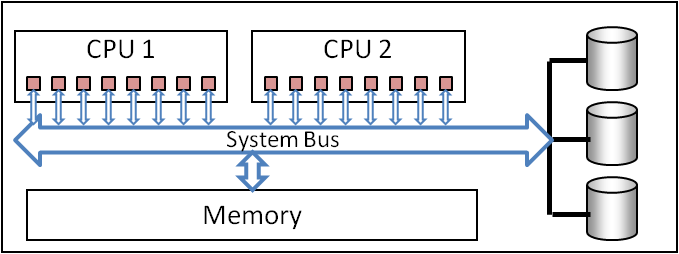 CPU 1
CPU 2
System Bus
Memory